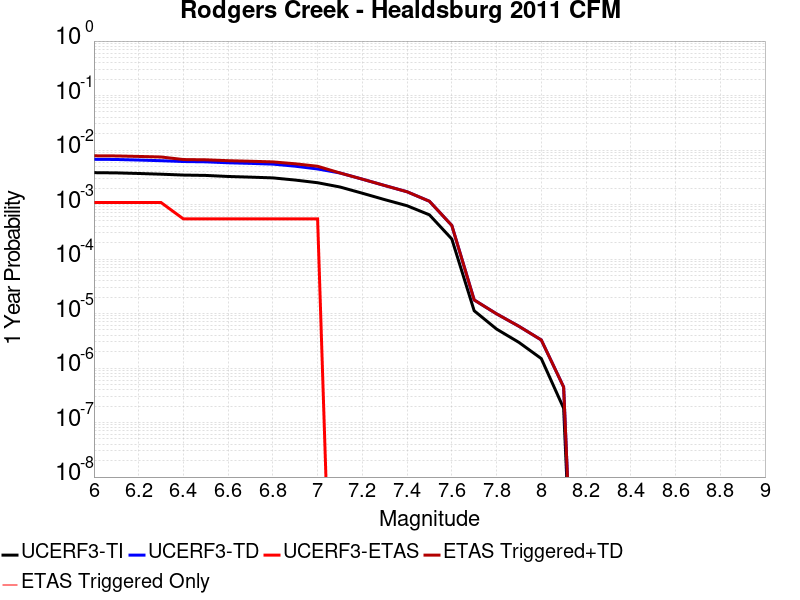 Rodgers Creek - Healdsburg 2011 CFM
10^0
10^-1
10^-2
10^-3
10^-4
10^-5
10^-6
10^-7
10^-8
1 Year Probability
6 6.2 6.4 6.6 6.8 7 7.2 7.4 7.6 7.8 8 8.2 8.4 8.6 8.8 9
Magnitude
UCERF3-TI UCERF3-TD UCERF3-ETAS ETAS Triggered+TD
ETAS Triggered Only